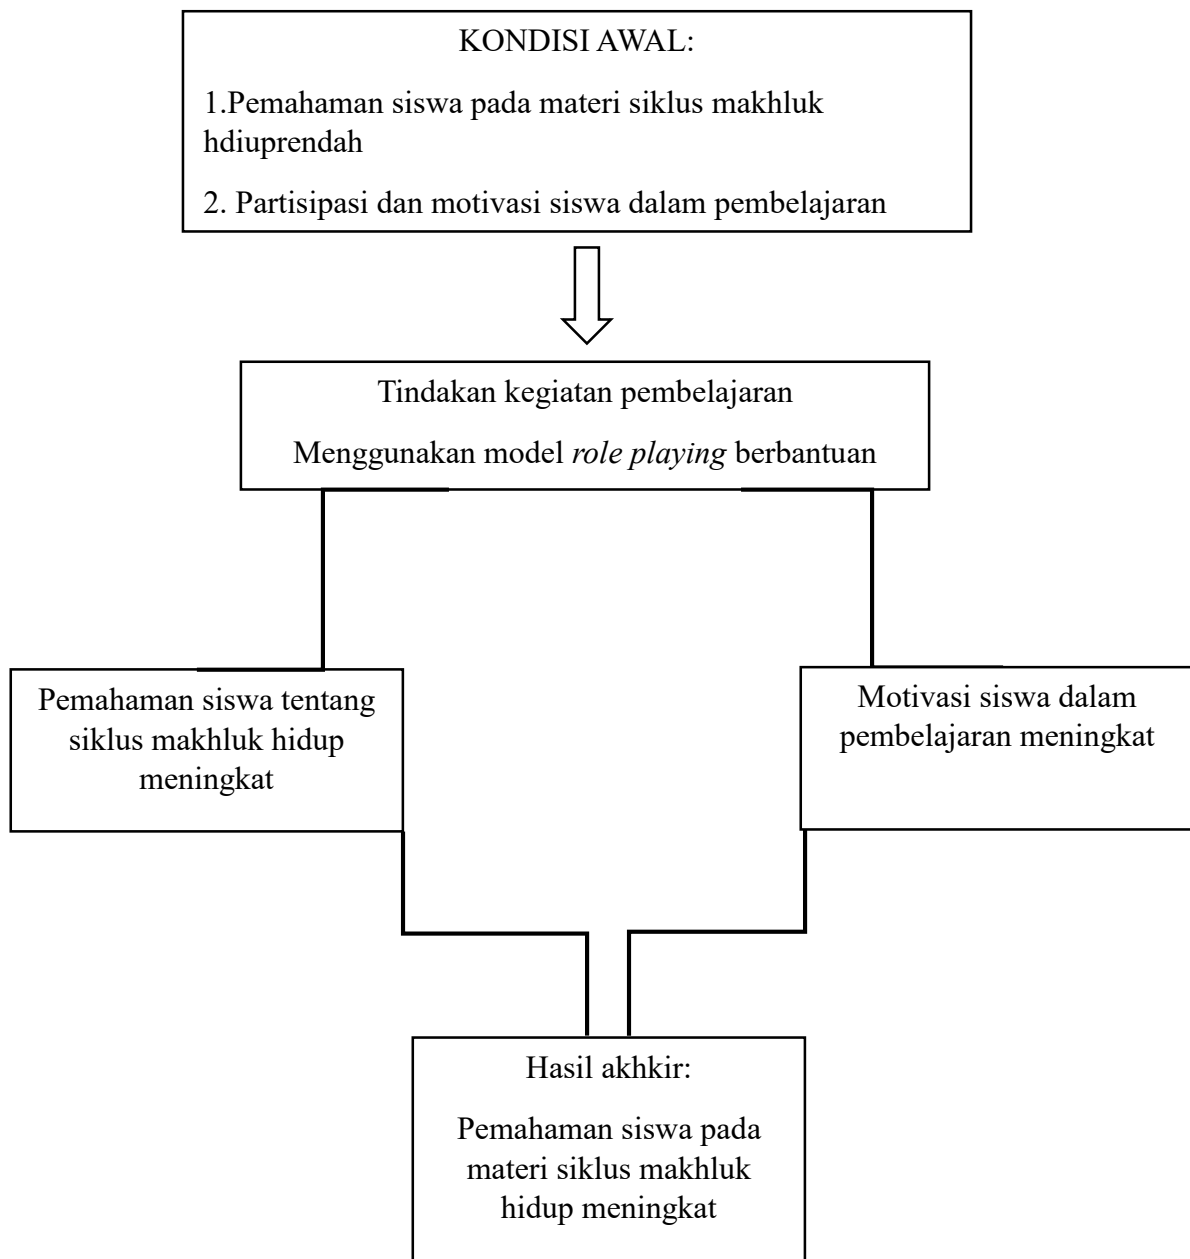 KONDISI AWAL:
1.Pemahaman siswa pada materi siklus makhluk
hdiuprendah
2. Partisipasi dan motivasi siswa dalam pembelajaran
Tindakan kegiatan pembelajaran
Menggunakan model role playing berbantuan
Pemahaman siswa tentang
siklus makhluk hidup
meningkat
Motivasi siswa dalam
pembelajaran meningkat
Hasil akhkir:
Pemahaman siswa pada
materi siklus makhluk
hidup meningkat